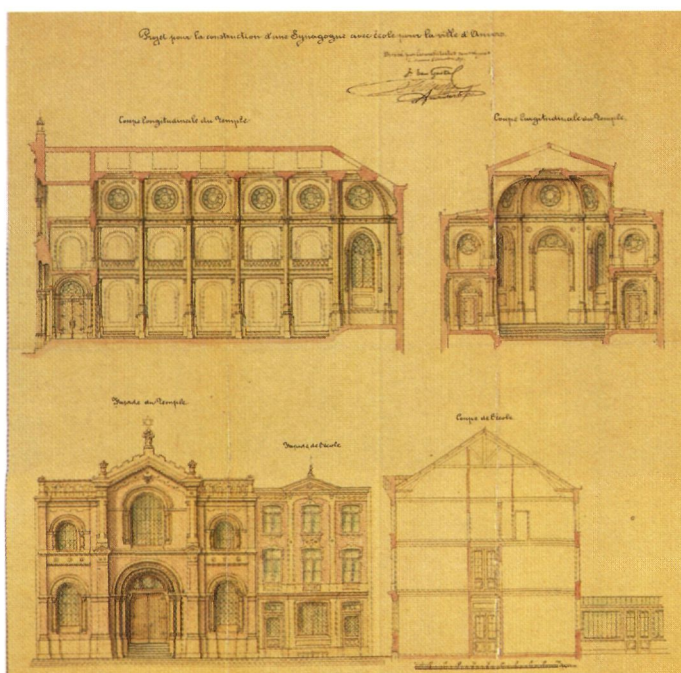 Projet pour la construction d'une Synagogue avec école pour la ville d'Anvers.
Coupe longitudinale du Temple
Coupe longitudinale du Temple.
Façade du Temple
Façade de l'école
Coupe de l'école